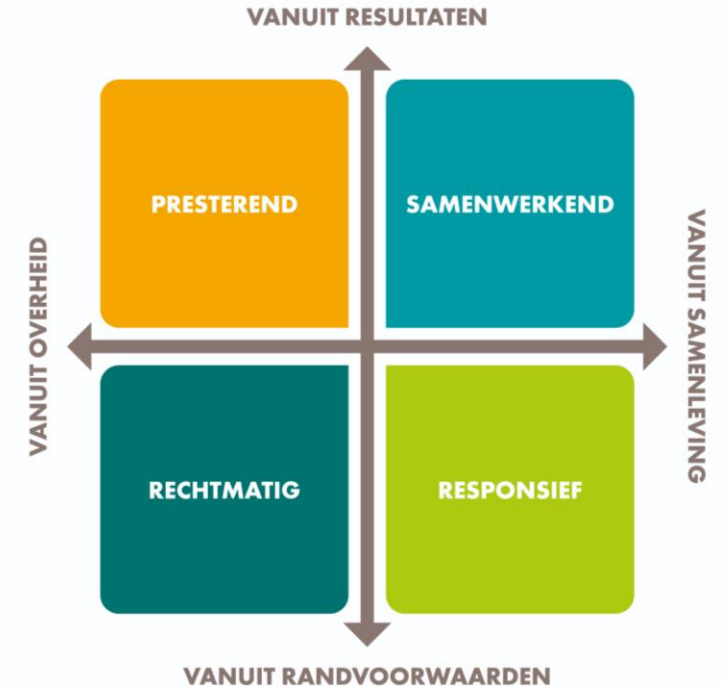 VANUIT RESULTATEN
PRESTEREND
SAMENWERKEND
VANUIT OVERHEID
VANUIT SAMENLEVING
RECHTMATIG
RESPONSIEF
VANUIT RANDVOORWAARDEN